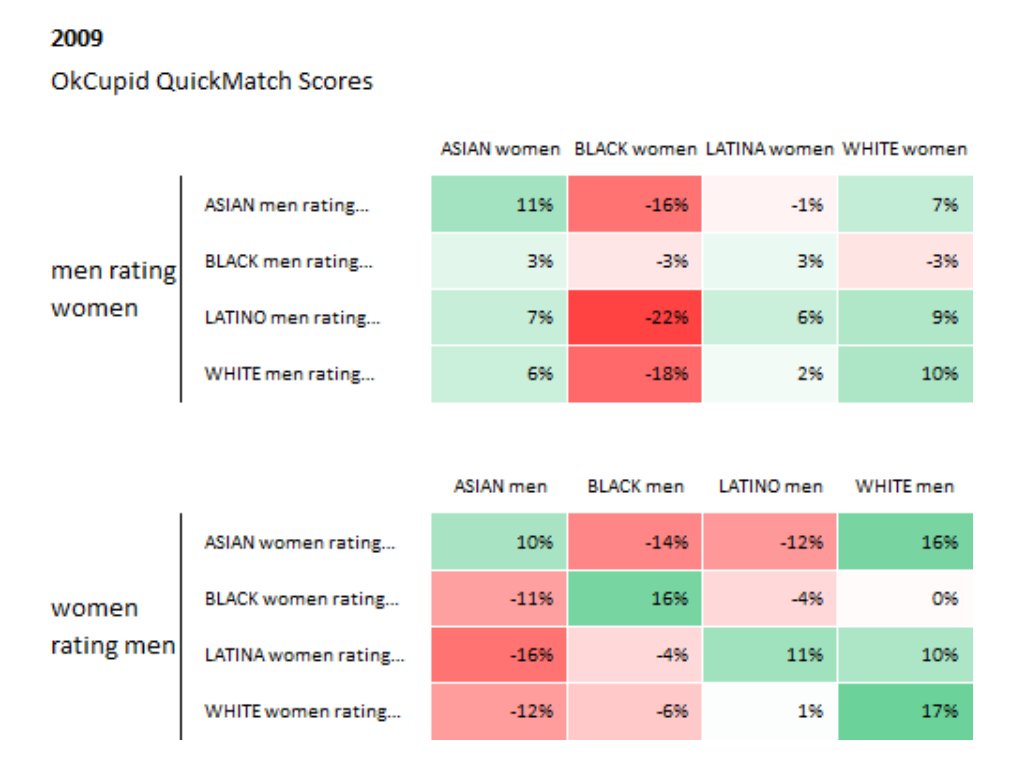 2009
OkCupid QuickMatch Scores
ASIAN women BLACK women LATINA women WHITE women
ASIAN men rating... 11% -16% -1% 7%
BLACK men rating... 3% -3% 3% -3%
men rating
women
LATINO men rating... 7% -22% 6% 9%
WHITE men rating... 6% -18% 2% 10%
ASIAN men BLACK men LATINO men WHITE men
ASIAN women rating... 10% -14% -12% 16%
BLACK women rating... -11% 16% -4% 0%
women
rating men
LATINA women rating... -16% -4% 11% 10%
WHITE women rating... -12% -6% 1% 17%